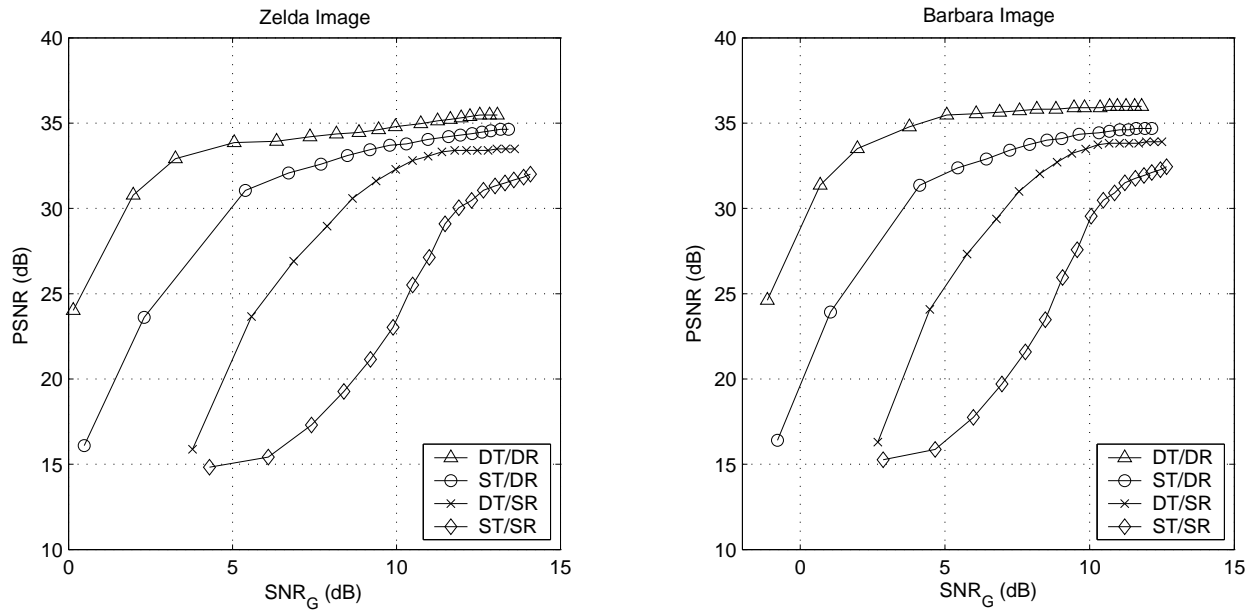 Zelda Image
40
35
30
25
20
15
10
PSNR (dB)
0 5 10 15
SNR_G (dB)
DT/DR
ST/DR
DT/SR
ST/SR
Barbara Image
40
35
30
25
20
15
10
PSNR (dB)
0 5 10 15
SNR_G (dB)
DT/DR
ST/DR
DT/SR
ST/SR